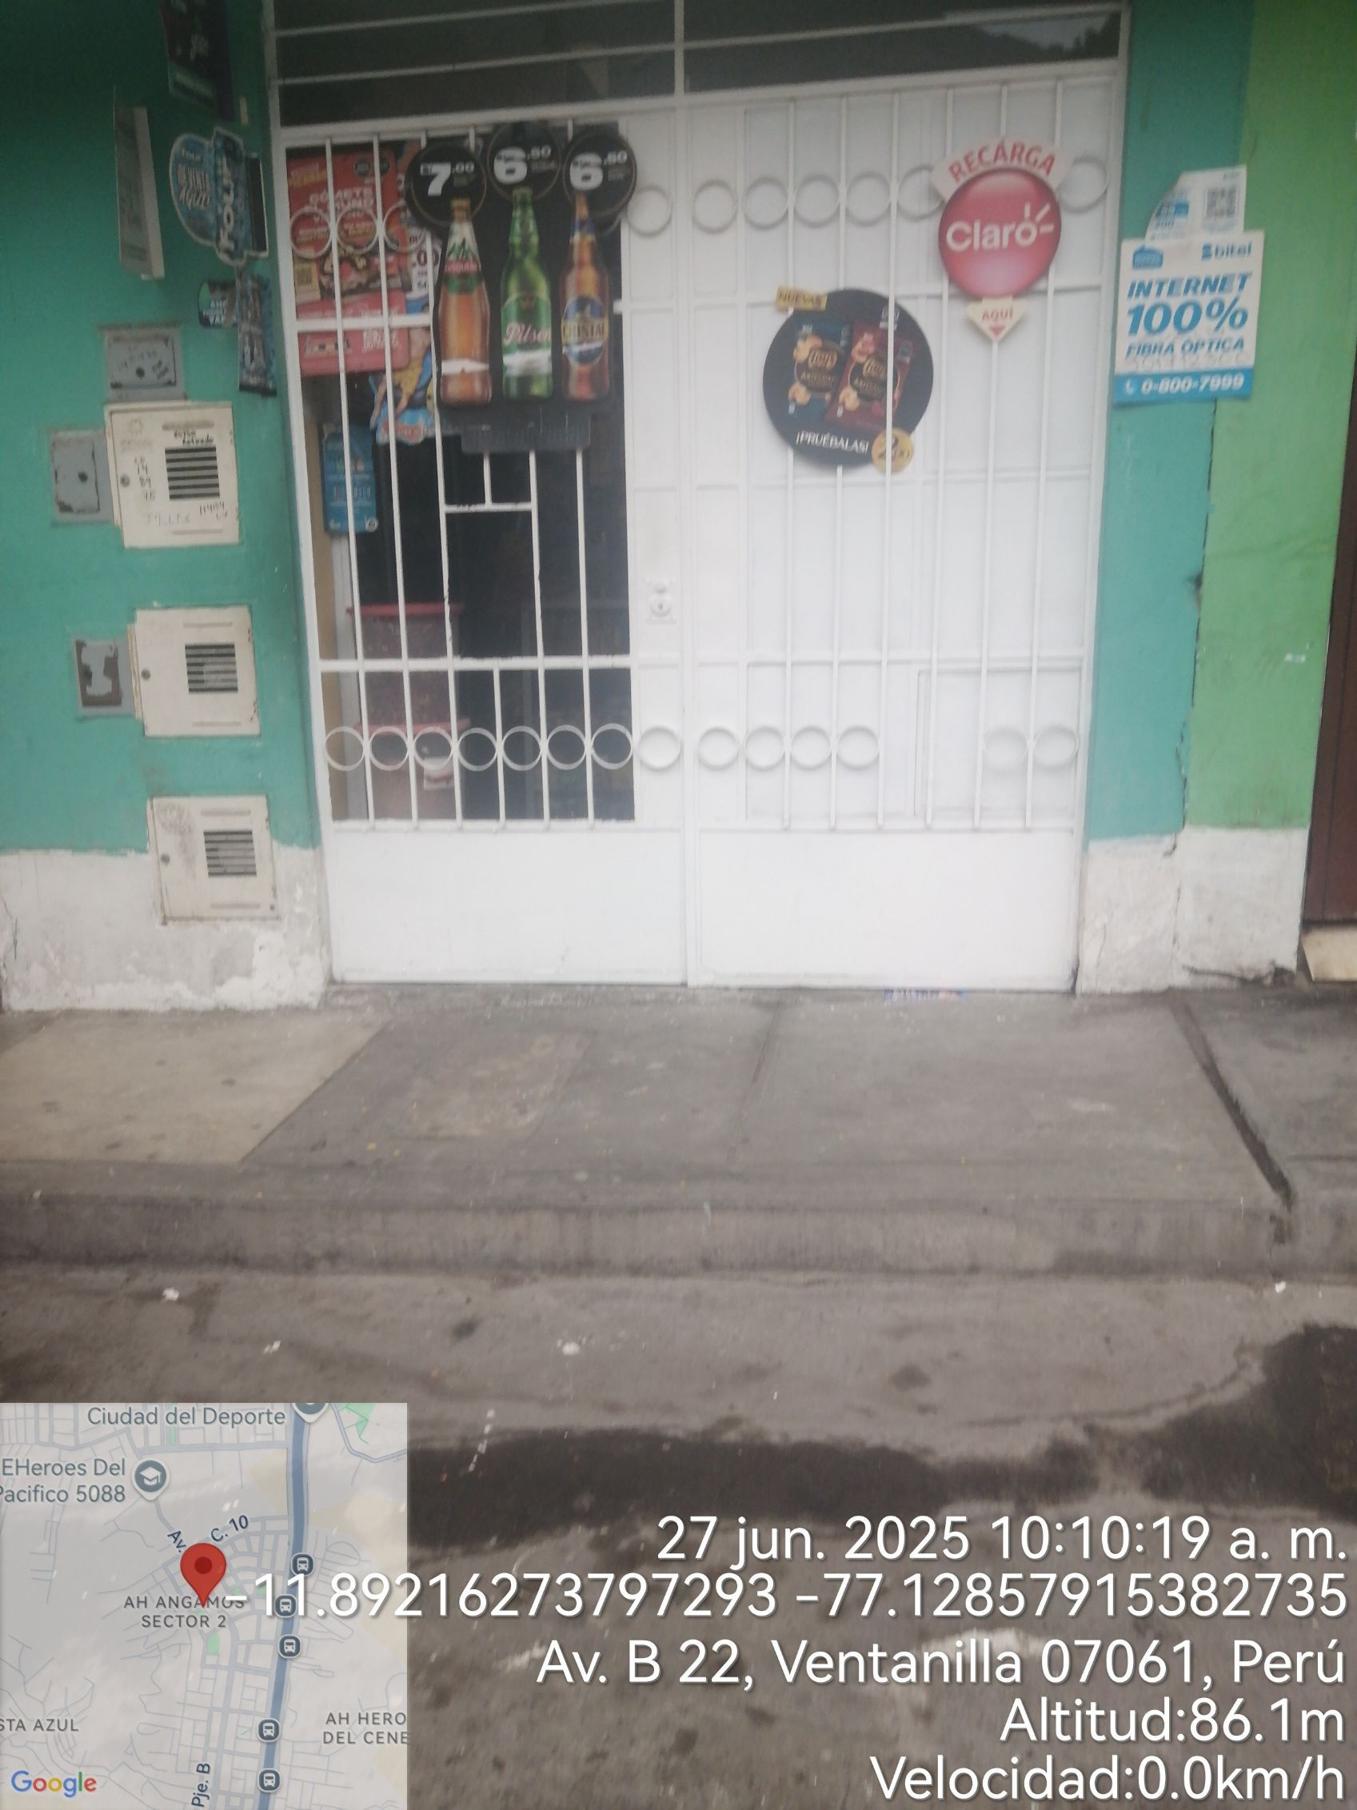 7.00
6.50
6.50
CÓMETE
Pilsen
CRISTAL
RECARGA
Claro
AQUÍ
NUEVAS
¡PRUÉBALAS!
bitel
INTERNET
100%
FIBRA ÓPTICA
0-800-7999
Ciudad del Deporte
EHeroes Del
Pacifico 5088
Av.
C. 10
AH ANGAMOS
SECTOR 2
STA AZUL
AH HERO
DEL CENE
Pje. B
Google
27 jun. 2025 10:10:19 a. m.
-11.89216273797293 -77.12857915382735
Av. B 22, Ventanilla 07061, Perú
Altitud:86.1m
Velocidad:0.0km/h